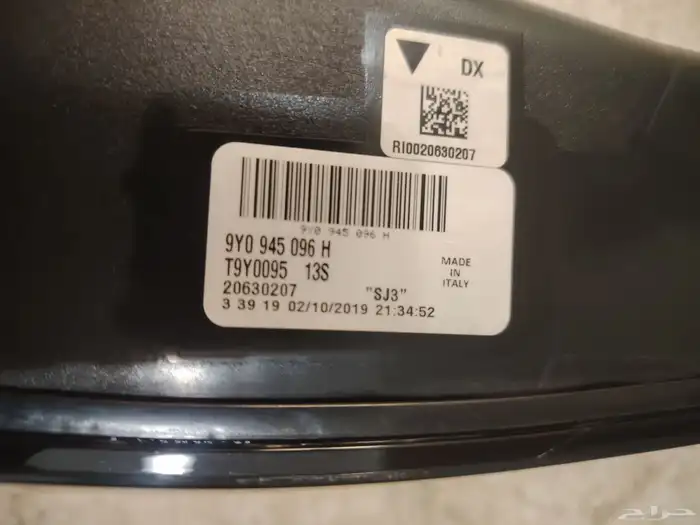 DX
RI0020630207
9Y0 945 096 H
9Y0 945 096 H
T9Y0095 13S
MADE
IN
ITALY
20630207 "SJ3"
3 39 19 02/10/2019 21:34:52
حراج